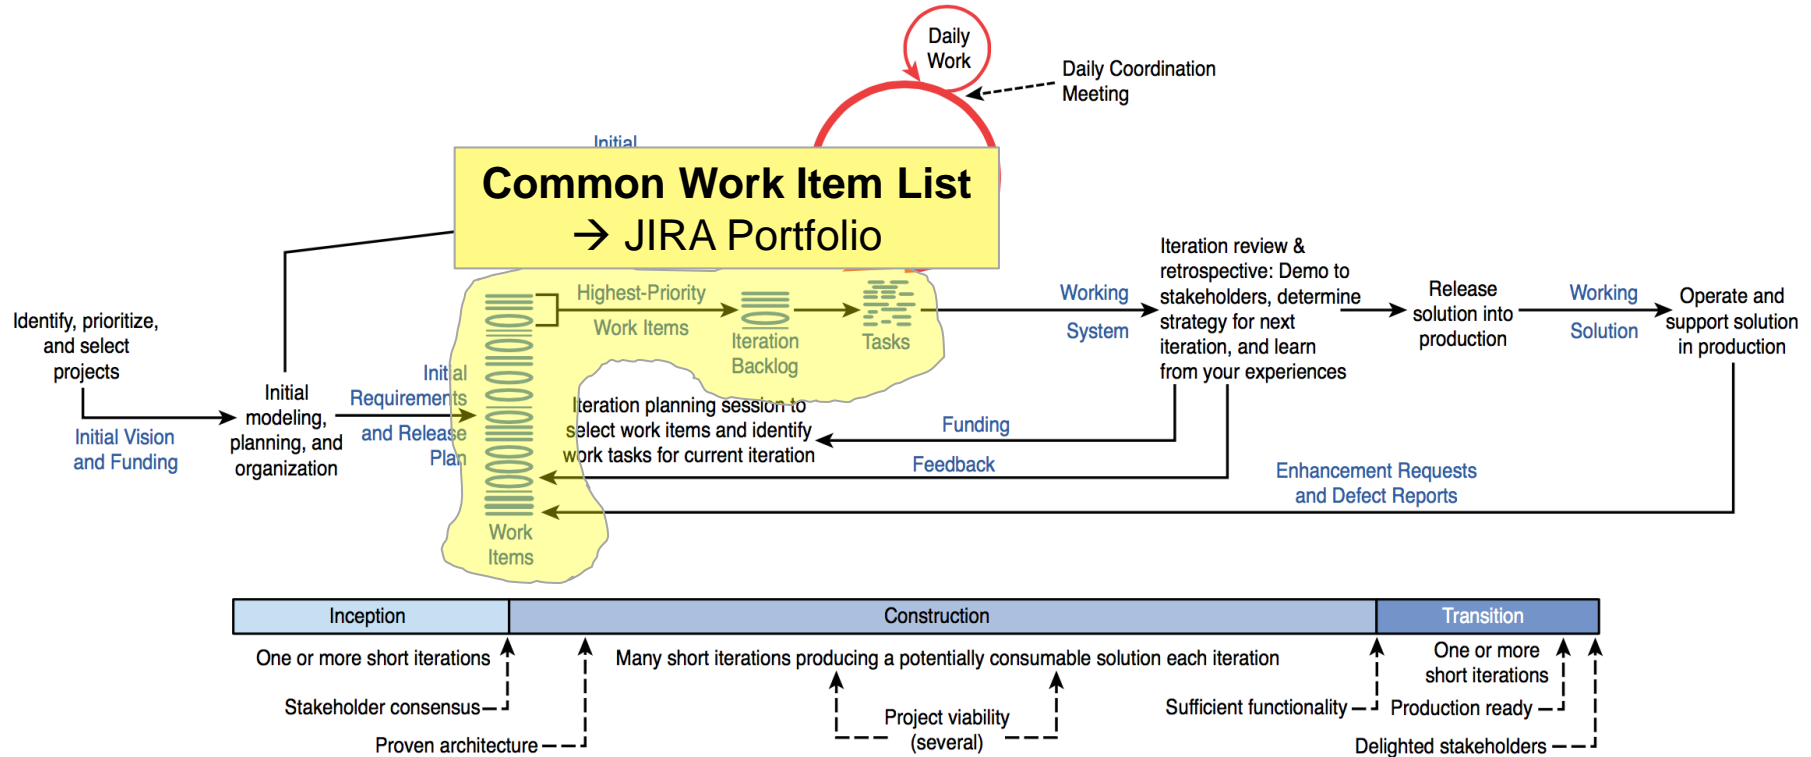 Daily
Work
Daily Coordination
Meeting
Initial
Common Work Item List
→ JIRA Portfolio
Identify, prioritize,
and select
projects
Initial Vision
and Funding
Initial
modeling,
planning, and
organization
Initial
Requirements
and Release
Plan
Highest-Priority
Work Items
Iteration
Backlog
Tasks
Work
Items
Iteration planning session to
select work items and identify
work tasks for current iteration
Working
System
Iteration review &
retrospective: Demo to
stakeholders, determine
strategy for next
iteration, and learn
from your experiences
Release
solution into
production
Working
Solution
Operate and
support solution
in production
Funding
Feedback
Enhancement Requests
and Defect Reports
Inception
Construction
Transition
One or more short iterations
Many short iterations producing a potentially consumable solution each iteration
One or more
short iterations
Stakeholder consensus
Proven architecture
Project viability
(several)
Sufficient functionality
Production ready
Delighted stakeholders